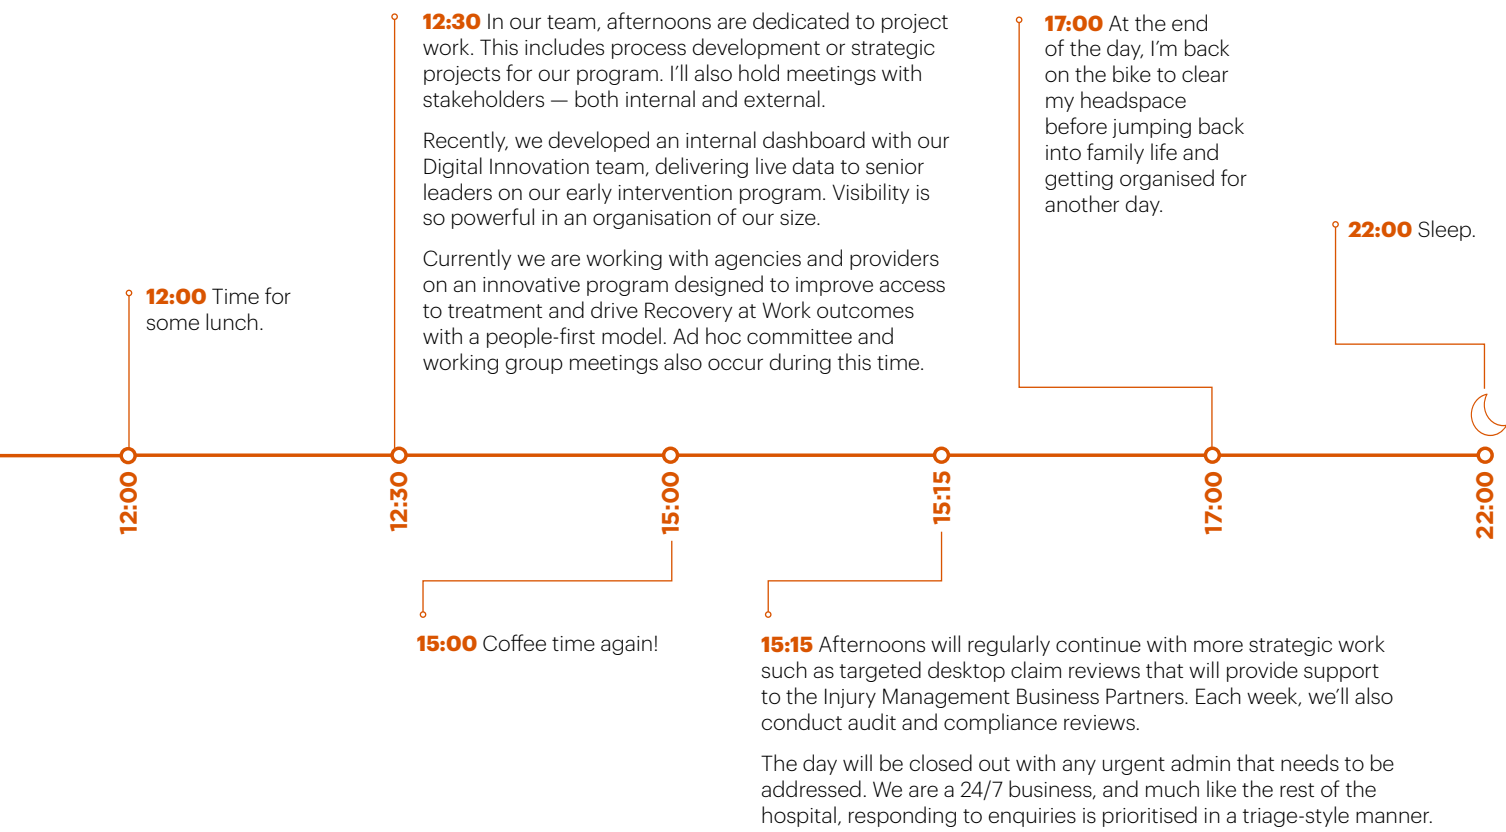 12:00 Time for
some lunch.
12:30 In our team, afternoons are dedicated to project
work. This includes process development or strategic
projects for our program. I’ll also hold meetings with
stakeholders — both internal and external.
Recently, we developed an internal dashboard with our
Digital Innovation team, delivering live data to senior
leaders on our early intervention program. Visibility is
so powerful in an organisation of our size.
Currently we are working with agencies and providers
on an innovative program designed to improve access
to treatment and drive Recovery at Work outcomes
with a people-first model. Ad hoc committee and
working group meetings also occur during this time.
17:00 At the end
of the day, I’m back
on the bike to clear
my headspace
before jumping back
into family life and
getting organised for
another day.
22:00 Sleep.
12:00
12:30
15:00
15:15
17:00
22:00
15:00 Coffee time again!
15:15 Afternoons will regularly continue with more strategic work
such as targeted desktop claim reviews that will provide support
to the Injury Management Business Partners. Each week, we’ll also
conduct audit and compliance reviews.
The day will be closed out with any urgent admin that needs to be
addressed. We are a 24/7 business, and much like the rest of the
hospital, responding to enquiries is prioritised in a triage-style manner.